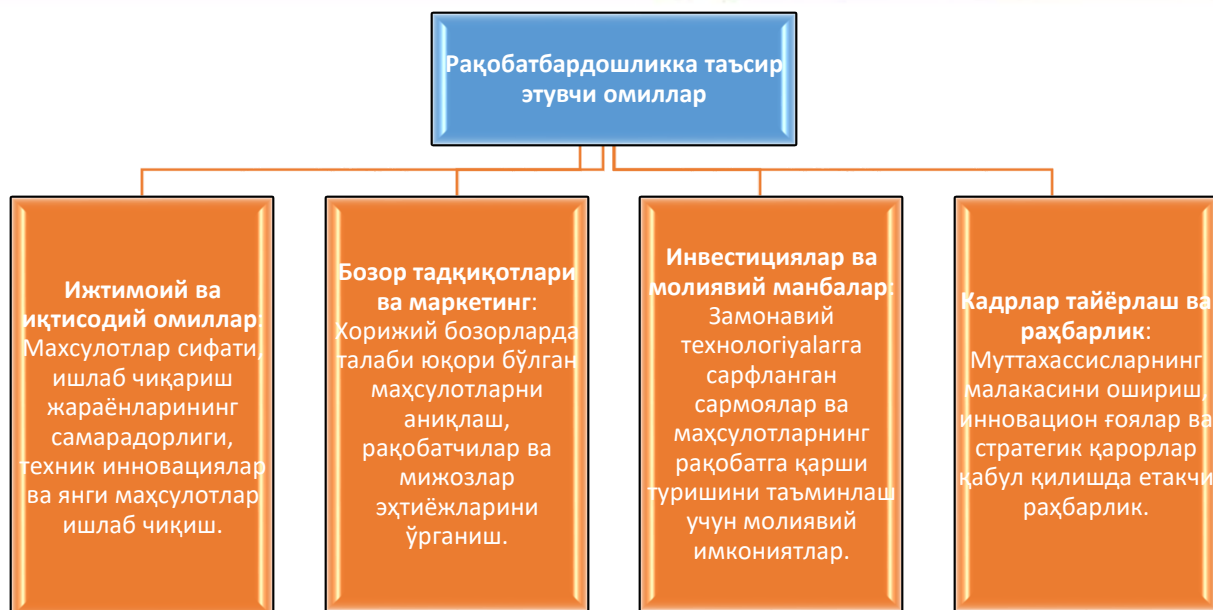 Рақобатбардошликка таъсир
этувчи омиллар
Ижтимоий ва
иқтисодий омиллар:
Махсулотлар сифати,
ишлаб чиқариш
жараёнларининг
самарадорлиги,
техник инновациялар
ва янги маҳсулотлар
ишлаб чиқиш.
Бозор тадқиқотлари
ва маркетинг:
Хорижий бозорларда
талаби юқори бўлган
маҳсулотларни
аниқлаш,
рақобатчилар ва
мижозлар
эҳтиёжларини
ўрганиш.
Инвестициялар ва
молиявий манбалар:
Замонавий
технологiyalarга
сарфланган
сармоялар ва
маҳсулотларнинг
рақобатга қарши
туришини таъминлаш
учун молиявий
имкониятлар.
Кадрлар тайёрлаш ва
раҳбарлик:
Муттахассисларнинг
малакасини ошириш,
инновацион ғоялар ва
стратегик қарорлар
қабул қилишда етакчи
раҳбарлик.